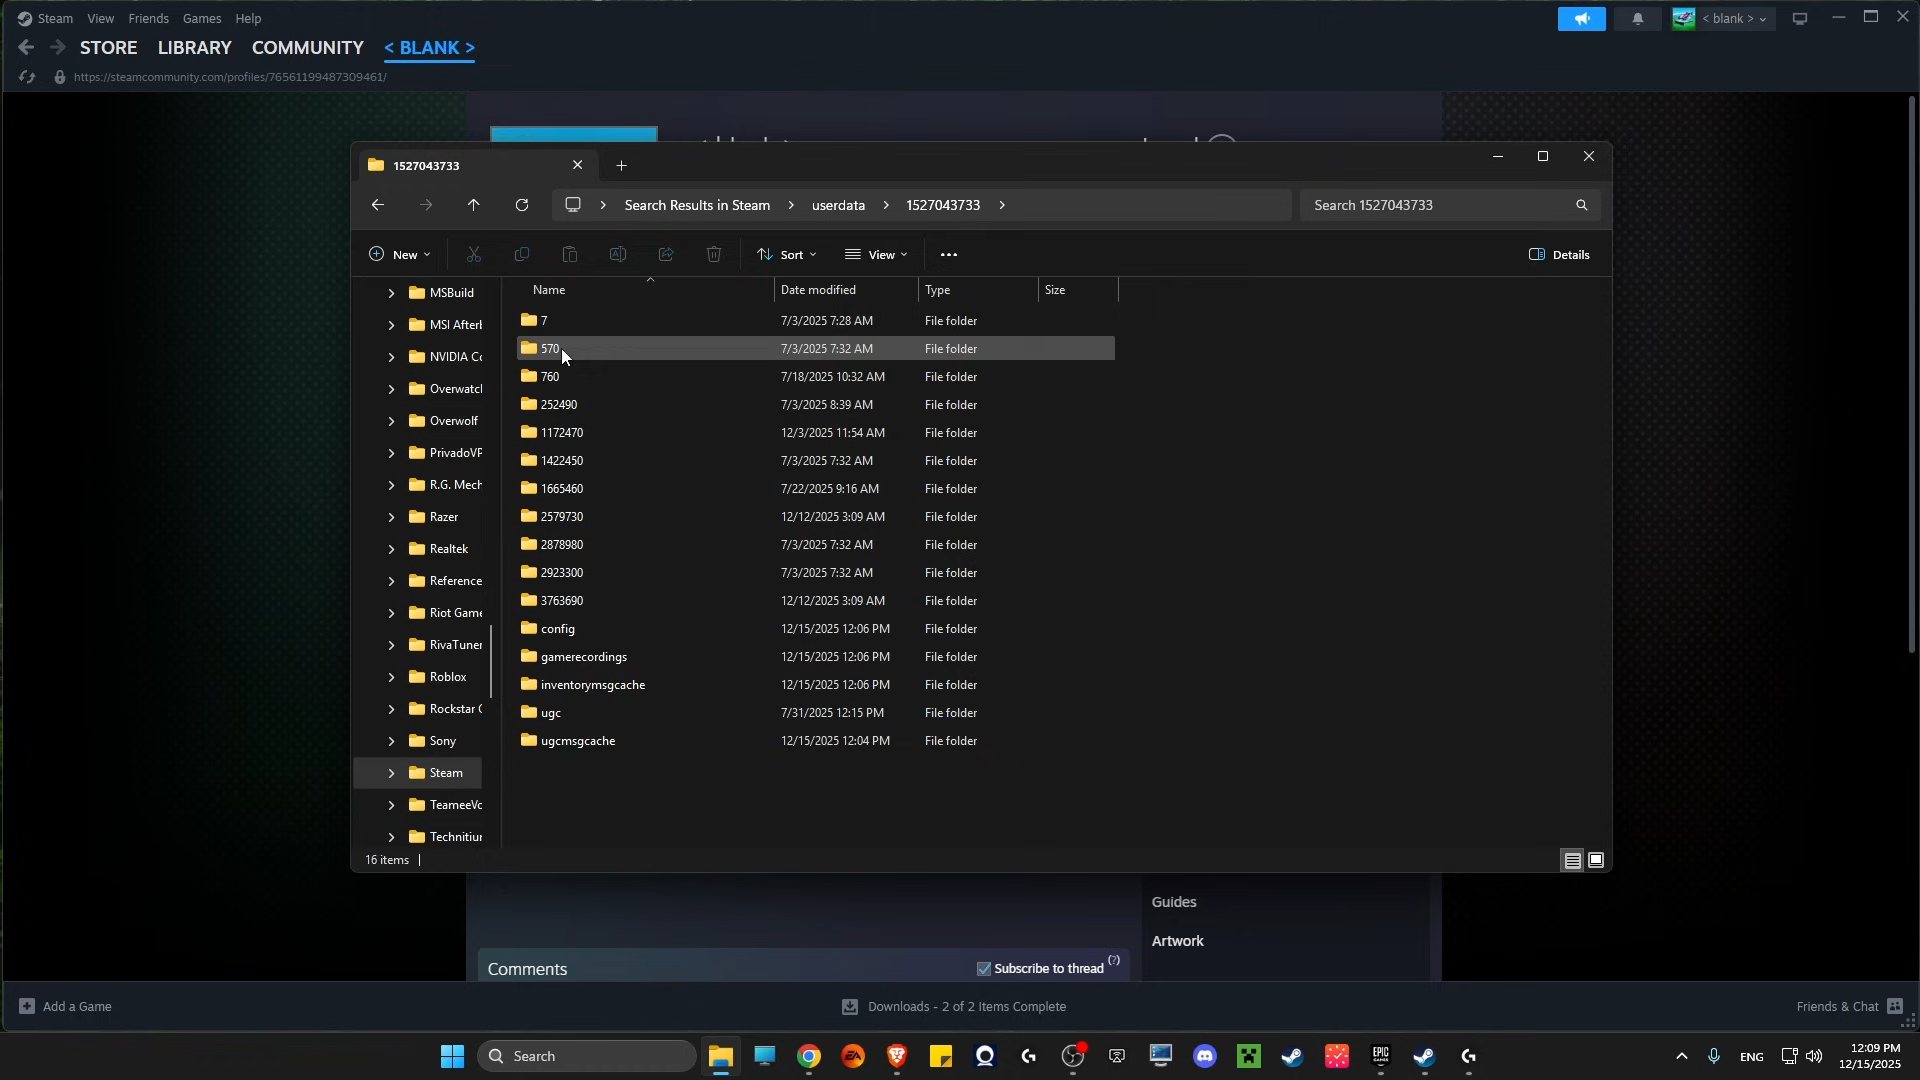 Steam View Friends Games Help < blank >
STORE LIBRARY COMMUNITY < BLANK >
https://steamcommunity.com/profiles/76561199487309461/
1527043733
Search Results in Steam userdata 1527043733 Search 1527043733
New Sort View Details
Name Date modified Type Size
MSBuild
MSI Afterb
NVIDIA Co
Overwatch
Overwolf
PrivadoVP
R.G. Mech
Razer
Realtek
Reference
Riot Game
RivaTuner
Roblox
Rockstar G
Sony
Steam
TeameeVo
Technitiun
7 7/3/2025 7:28 AM File folder
570 7/3/2025 7:32 AM File folder
760 7/18/2025 10:32 AM File folder
252490 7/3/2025 8:39 AM File folder
1172470 12/3/2025 11:54 AM File folder
1422450 7/3/2025 7:32 AM File folder
1665460 7/22/2025 9:16 AM File folder
2579730 12/12/2025 3:09 AM File folder
2878980 7/3/2025 7:32 AM File folder
2923300 7/3/2025 7:32 AM File folder
3763690 12/12/2025 3:09 AM File folder
config 12/15/2025 12:06 PM File folder
gamerecordings 12/15/2025 12:06 PM File folder
inventorymsgcache 12/15/2025 12:06 PM File folder
ugc 7/31/2025 12:15 PM File folder
ugcmsgcache 12/15/2025 12:04 PM File folder
16 items
Guides
Artwork
Comments Subscribe to thread (?)
Add a Game Downloads - 2 of 2 Items Complete Friends & Chat
Search ENG 12:09 PM
12/15/2025